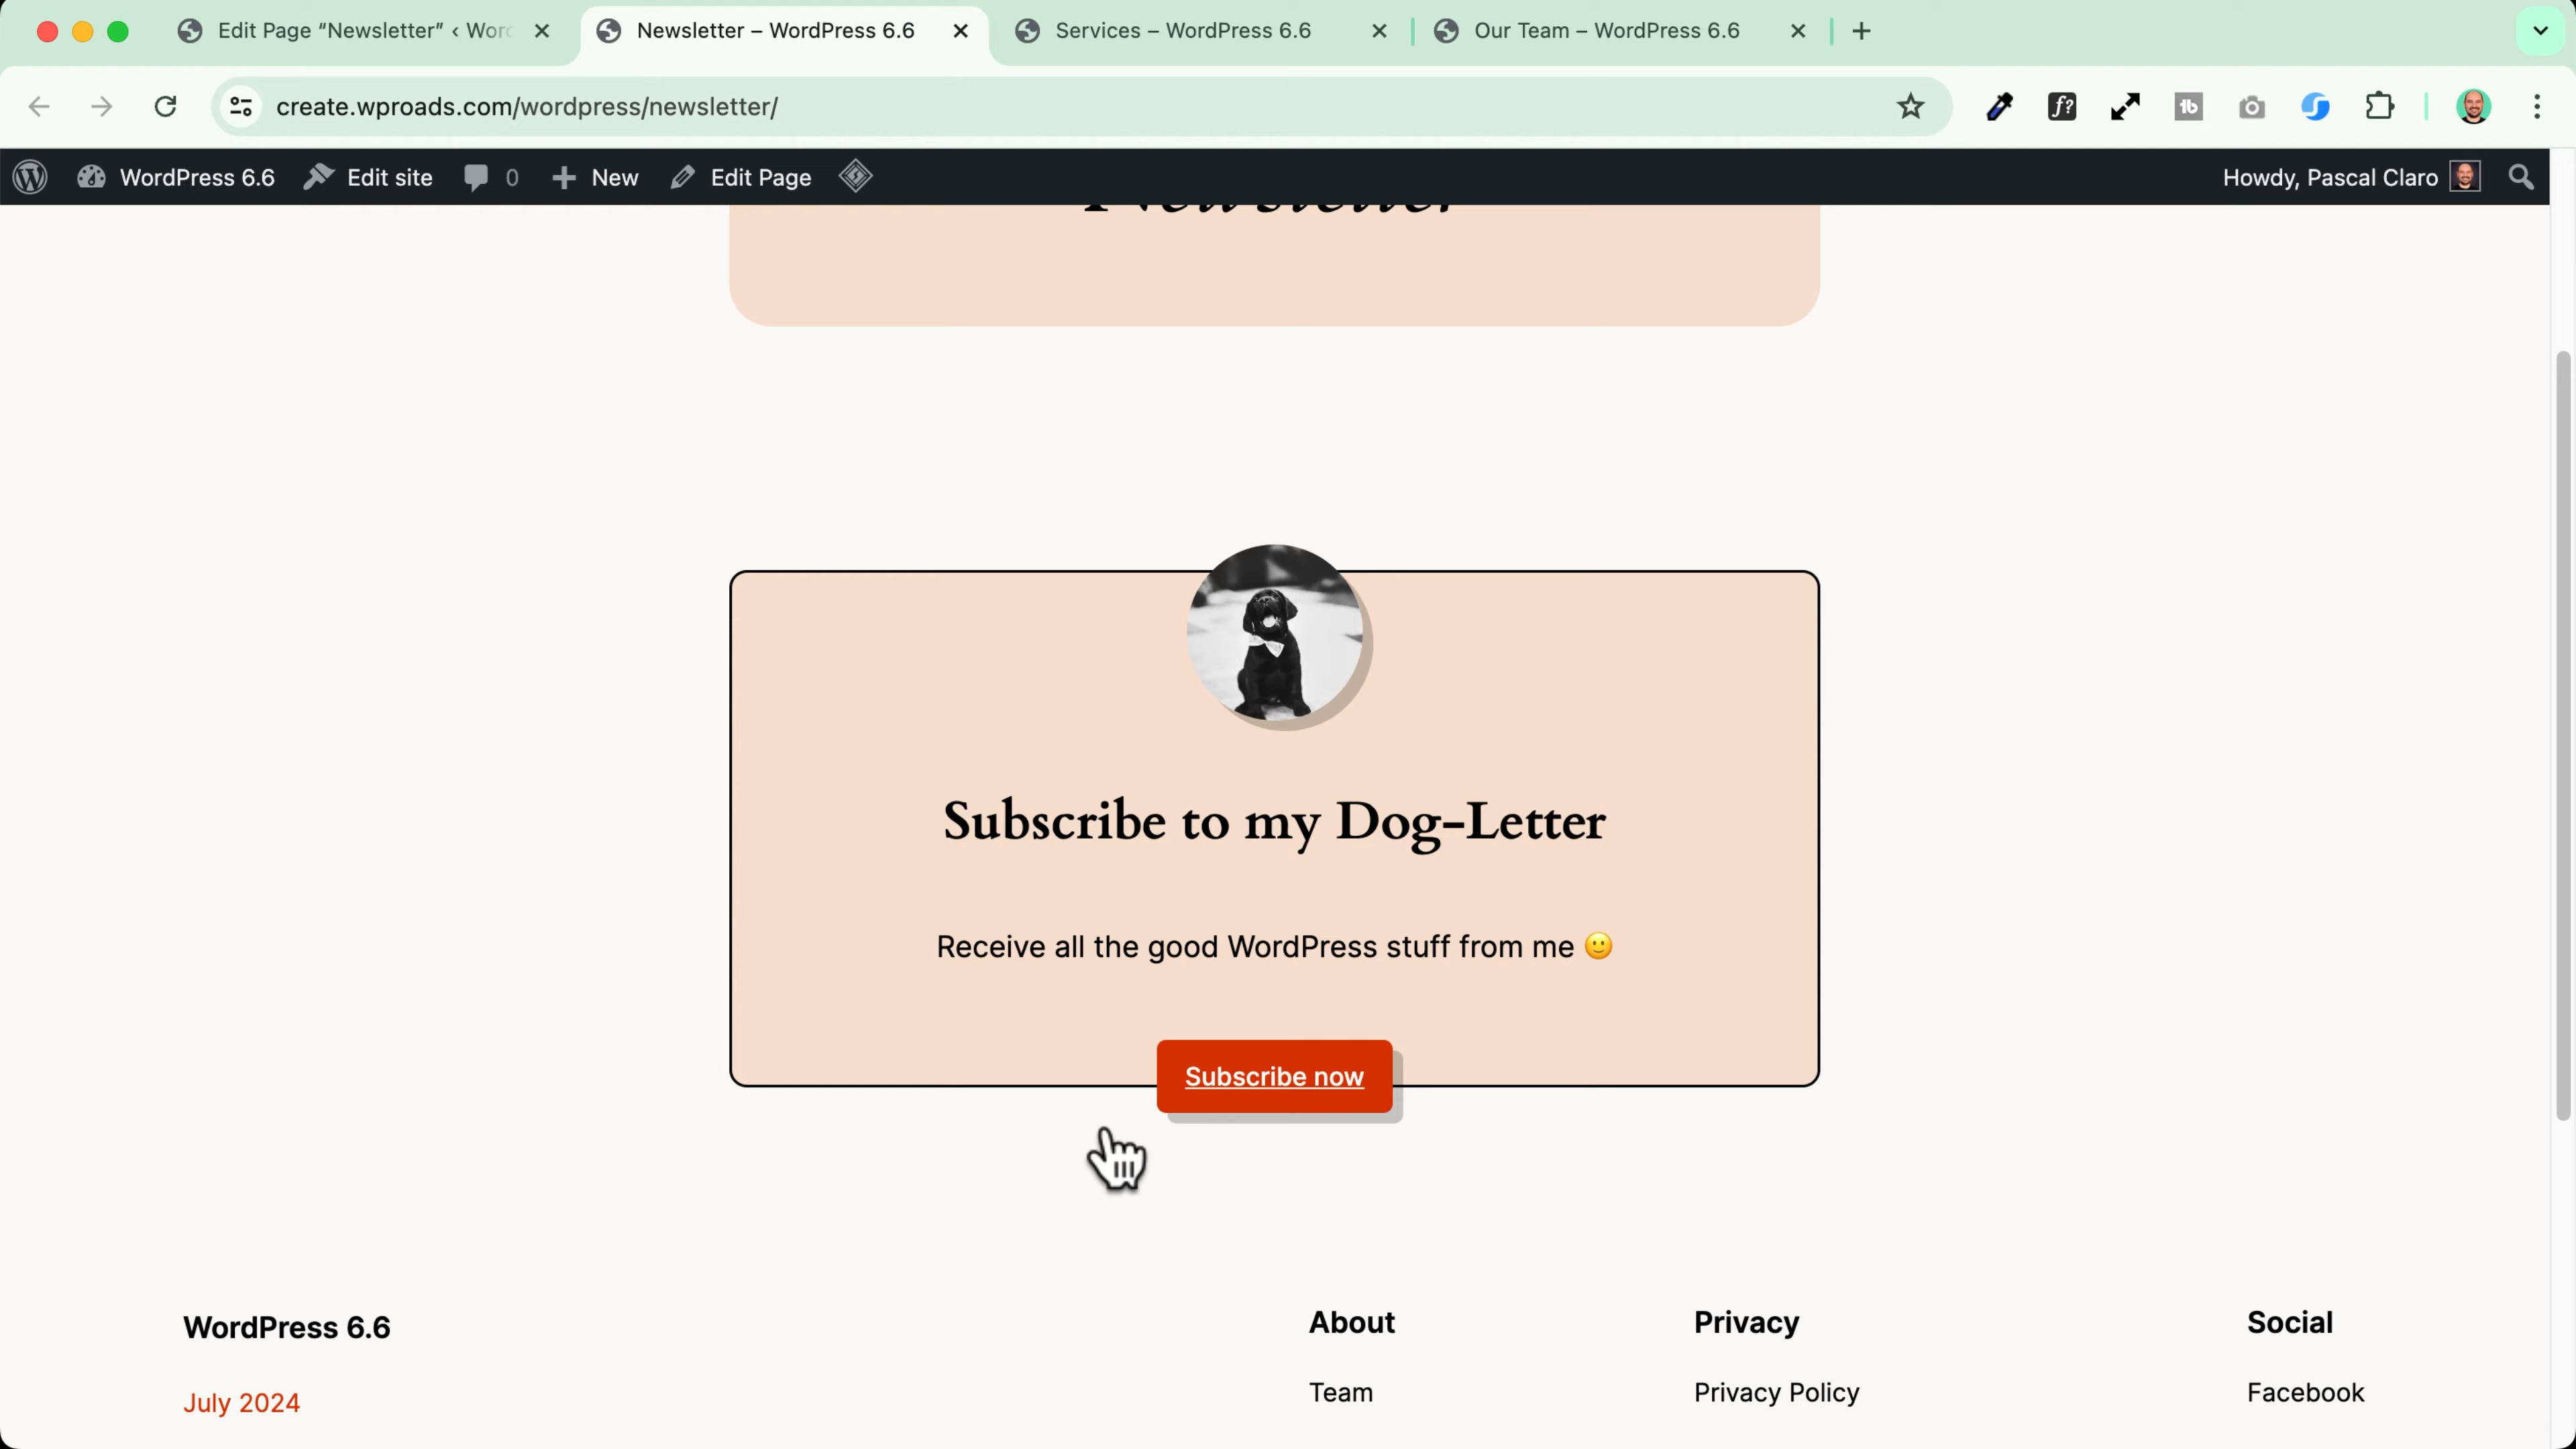 Edit Page “Newsletter” ‹ Word
Newsletter – WordPress 6.6
Services – WordPress 6.6
Our Team – WordPress 6.6
create.wproads.com/wordpress/newsletter/
f?
WordPress 6.6
Edit site
0
New
Edit Page
Howdy, Pascal Claro
Newsletter
Subscribe to my Dog-Letter
Receive all the good WordPress stuff from me 🙂
Subscribe now
WordPress 6.6
About
Privacy
Social
July 2024
Team
Privacy Policy
Facebook